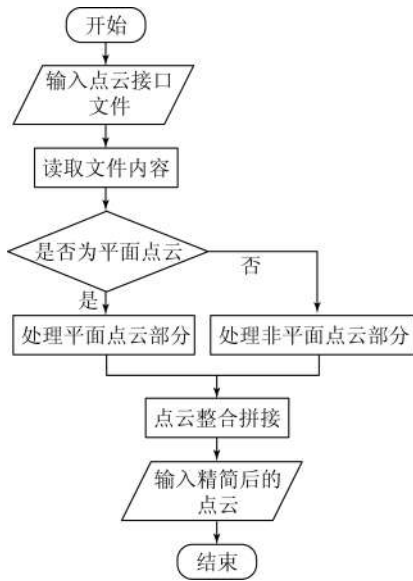 开始
输入点云接口
文件
读取文件内容
是否为平面点云
否
是
处理平面点云部分
处理非平面点云部分
点云整合拼接
输入精简后的
点云
结束